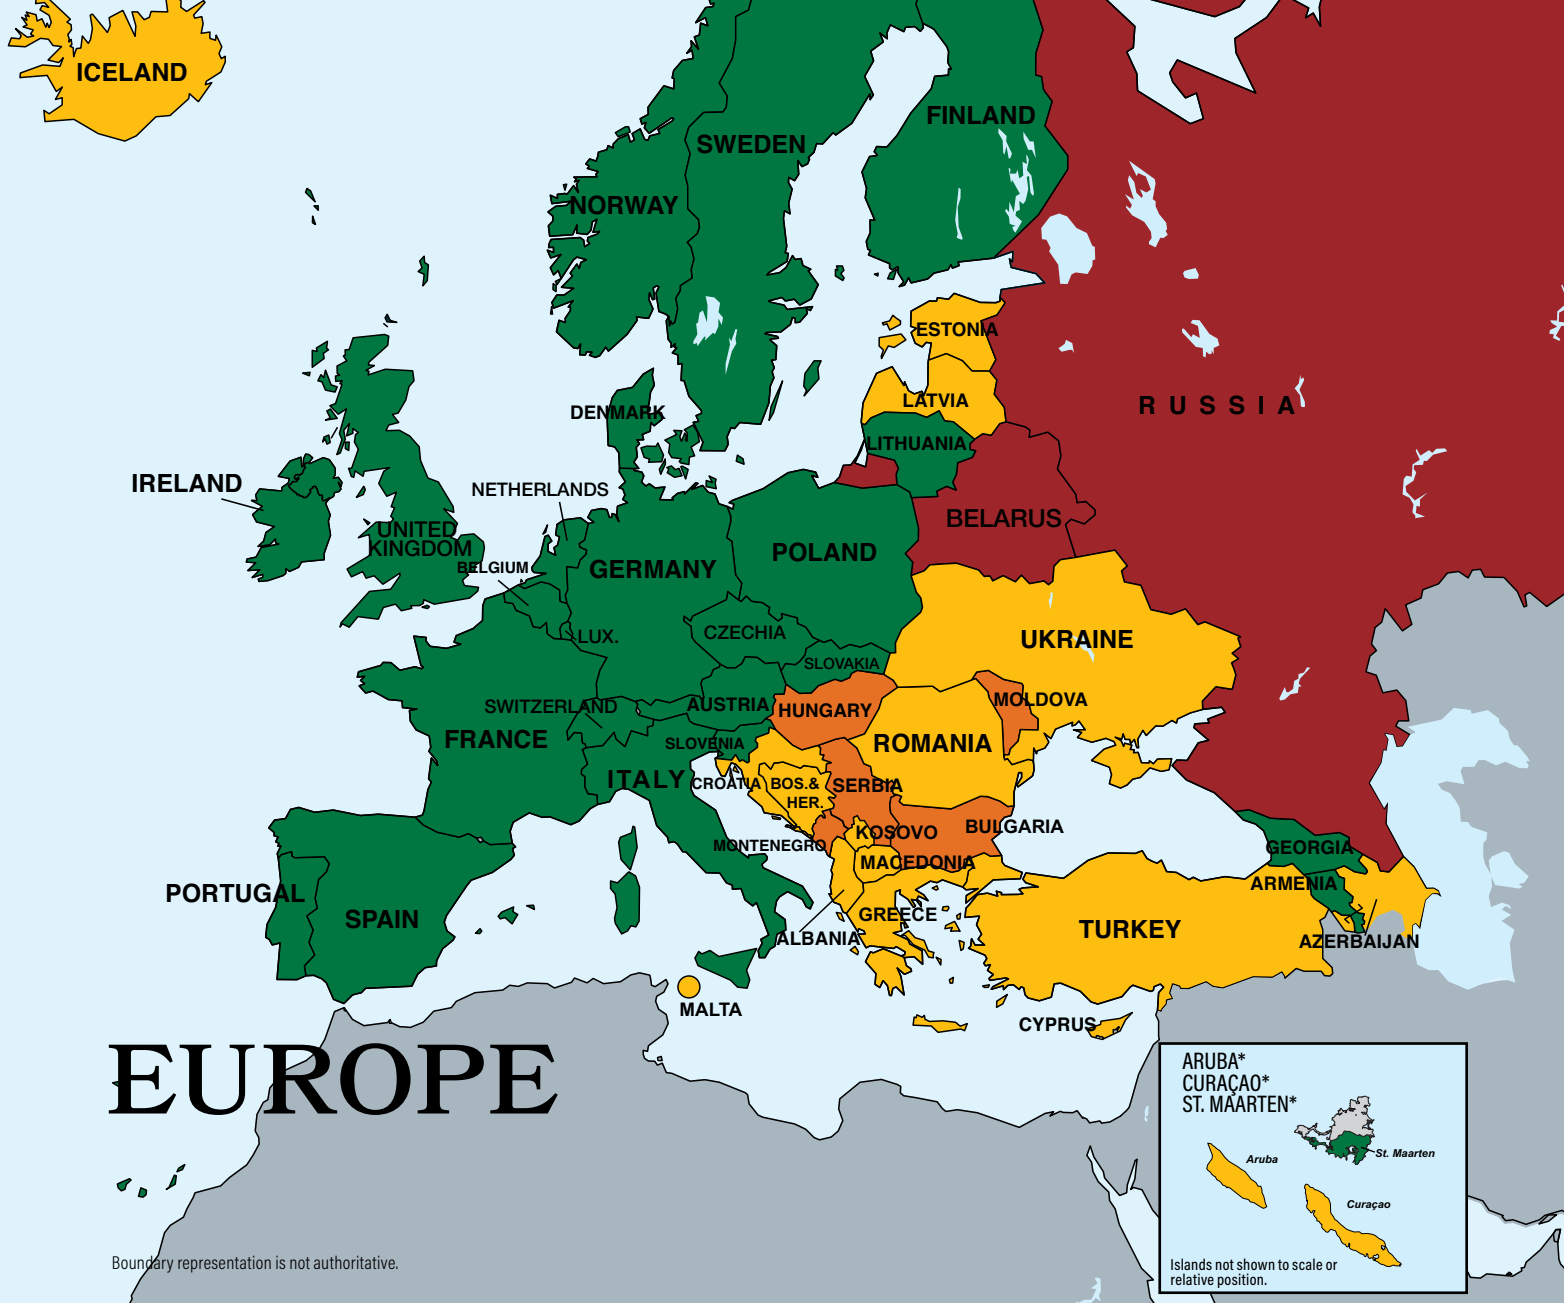 ICELAND
FINLAND
SWEDEN
NORWAY
ESTONIA
LATVIA
RUSSIA
DENMARK
LITHUANIA
IRELAND
NETHERLANDS
UNITED
KINGDOM
BELARUS
POLAND
BELGIUM
GERMANY
LUX.
CZECHIA
UKRAINE
SLOVAKIA
SWITZERLAND
AUSTRIA
HUNGARY
MOLDOVA
FRANCE
SLOVENIA
ROMANIA
ITALY
CROATIA
BOS.&
HER.
SERBIA
KOSOVO
BULGARIA
MONTENEGRO
MACEDONIA
GEORGIA
ARMENIA
PORTUGAL
SPAIN
GREECE
ALBANIA
TURKEY
AZERBAIJAN
MALTA
CYPRUS
EUROPE
ARUBA*
CURAÇAO*
ST. MAARTEN*
St. Maarten
Aruba
Curaçao
Islands not shown to scale or
relative position.
Boundary representation is not authoritative.